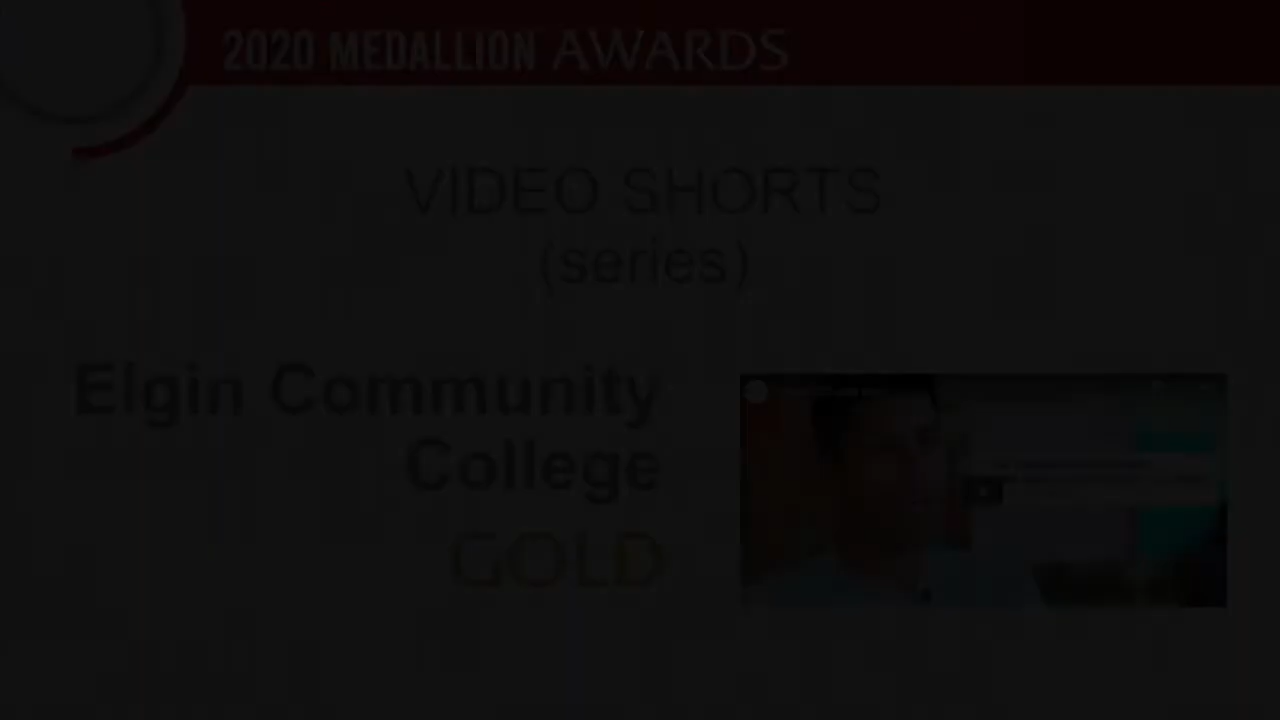 2020 MEDALLION AWARDS
VIDEO SHORTS
(series)
Elgin Community
College
GOLD